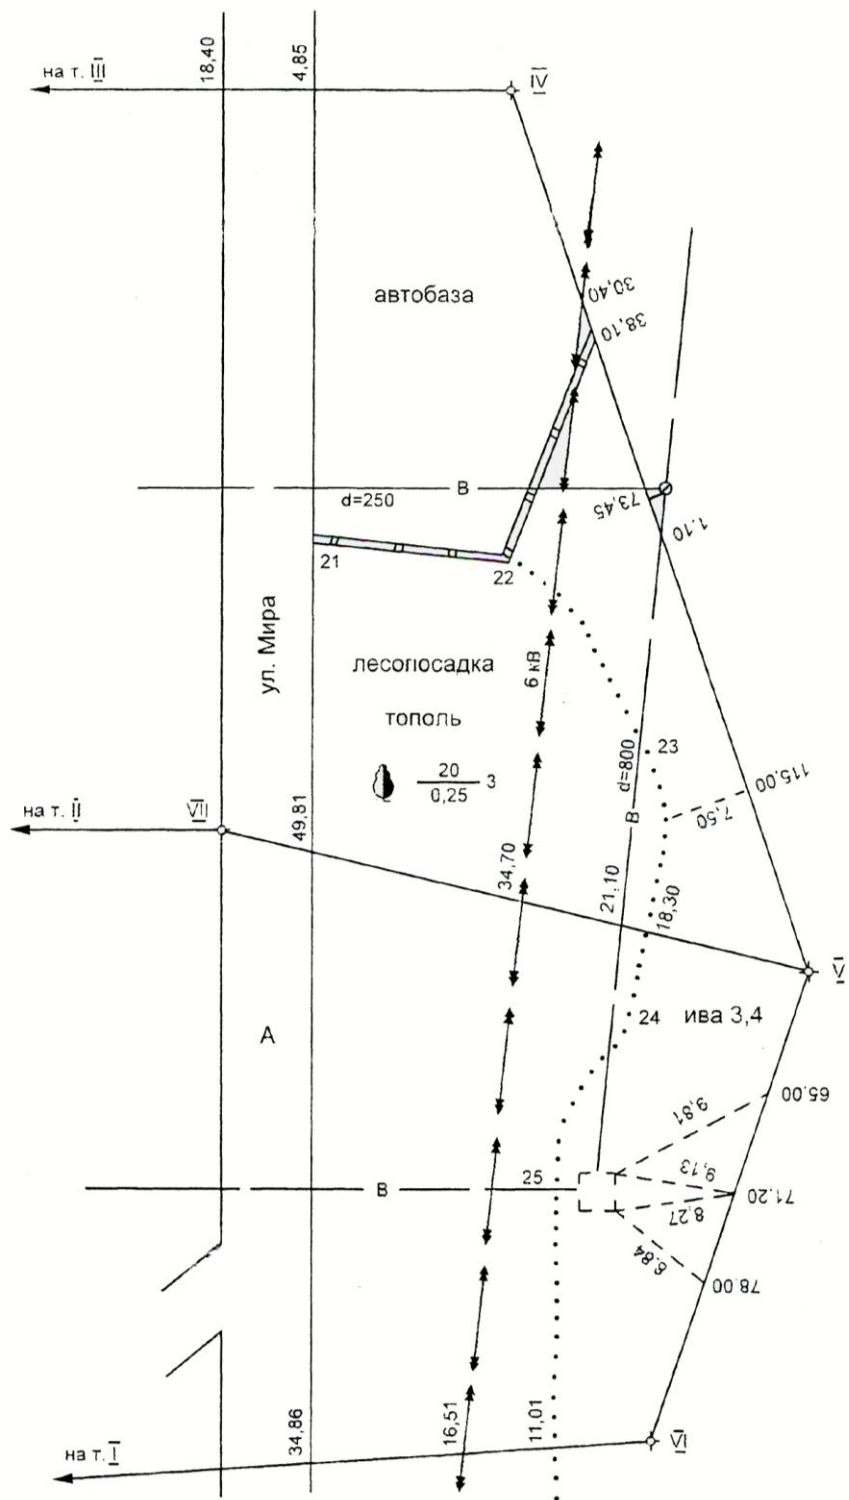 18,40
4,85
на т. III
IV
30,40
38,10
автобаза
В
d=250
73,45
1.10
21
22
ул. Мира
лесопосадка
6 кВ
тополь
23
20
0,25
3
d=800
В
115.00
7,50
на т. II
VII
49,81
34,70
21,10
18,30
V
24
ива 3,4
А
65.00
9,81
9,13
25
В
71.20
8,27
8,84
78.00
34,86
16,51
11,01
VI
на т. I